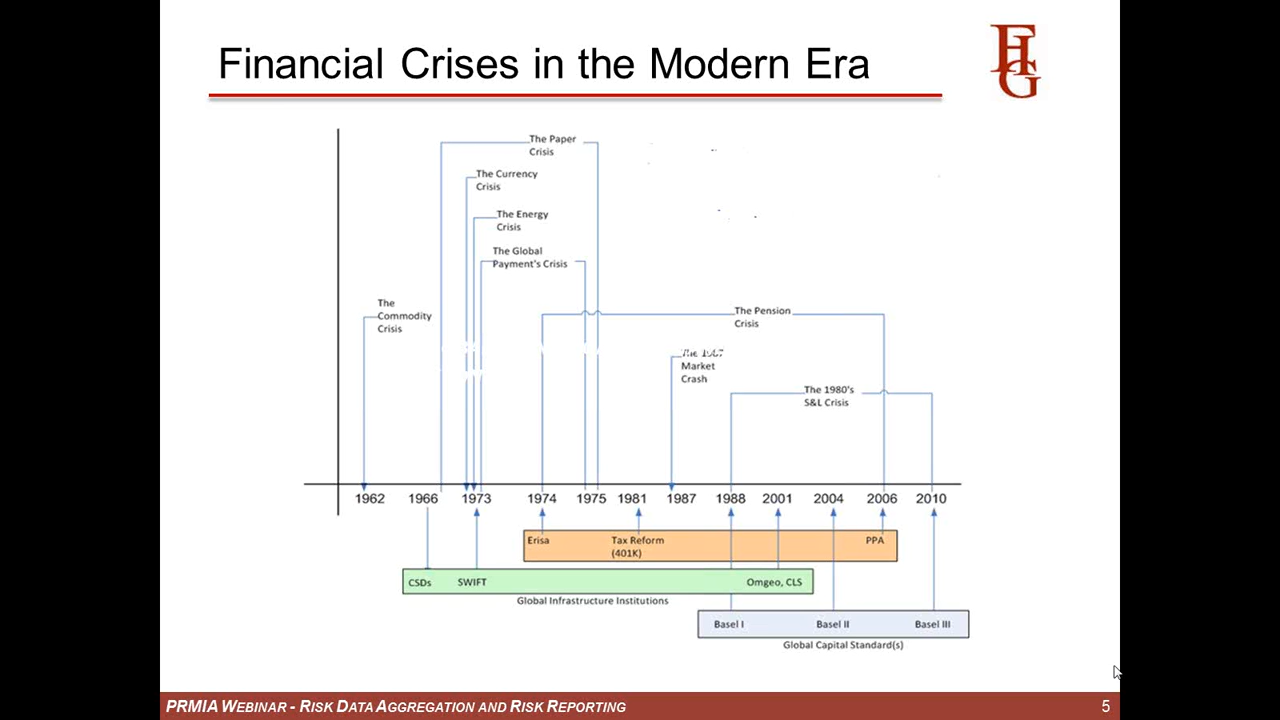 Financial Crises in the Modern Era
FHG
The Paper
Crisis
The Currency
Crisis
The Energy
Crisis
The Global
Payment's Crisis
The
Commodity
Crisis
The Pension
Crisis
The 1987
Market
Crash
The 1980's
S&L Crisis
1962 1966 1973 1974 1975 1981 1987 1988 2001 2004 2006 2010
Erisa Tax Reform PPA
(401K)
CSDs SWIFT Omgeo, CLS
Global Infrastructure Institutions
Basel I Basel II Basel III
Global Capital Standard(s)
PRMIA WEBINAR - RISK DATA AGGREGATION AND RISK REPORTING 5